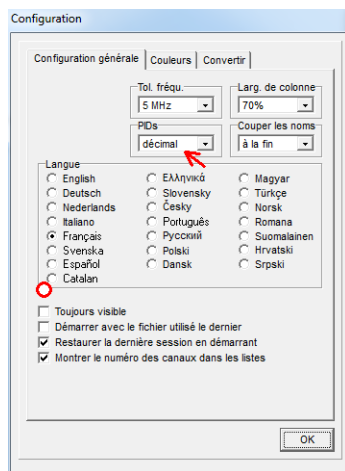 Configuration
Configuration générale Couleurs Convertir
Tol. fréqu. Larg. de colonne
5 MHz 70%
PIDs Couper les noms
décimal à la fin
Langue
English Ελληνικά Magyar
Deutsch Slovensky Türkçe
Nederlands Česky Norsk
Italiano Português Romana
Français Русский Suomalainen
Svenska Polski Hrvatski
Español Dansk Srpski
Catalan
Toujours visible
Démarrer avec le fichier utilisé le dernier
Restaurer la dernière session en démarrant
Montrer le numéro des canaux dans les listes
OK